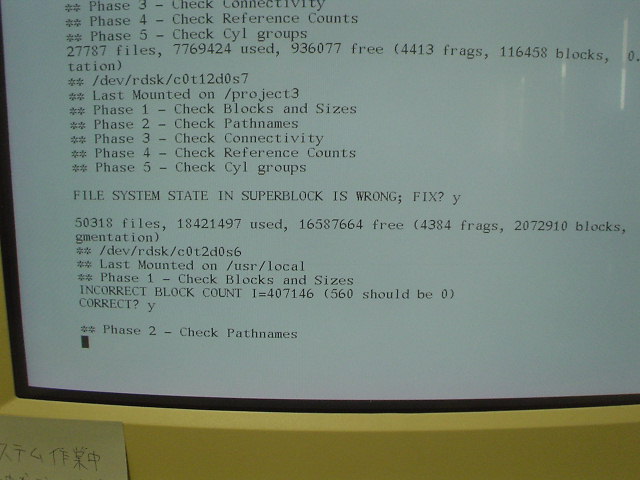 ** Phase 3 - Check Connectivity
** Phase 4 - Check Reference Counts
** Phase 5 - Check Cyl groups
27787 files, 7769424 used, 936077 free (4413 frags, 116458 blocks, 0.
tation)
** /dev/rdsk/c0t12d0s7
** Last Mounted on /project3
** Phase 1 - Check Blocks and Sizes
** Phase 2 - Check Pathnames
** Phase 3 - Check Connectivity
** Phase 4 - Check Reference Counts
** Phase 5 - Check Cyl groups
FILE SYSTEM STATE IN SUPERBLOCK IS WRONG; FIX? y
50318 files, 18421497 used, 16587664 free (4384 frags, 2072910 blocks,
gmentation)
** /dev/rdsk/c0t2d0s6
** Last Mounted on /usr/local
** Phase 1 - Check Blocks and Sizes
INCORRECT BLOCK COUNT I=407146 (560 should be 0)
CORRECT? y
** Phase 2 - Check Pathnames
ステム作業中